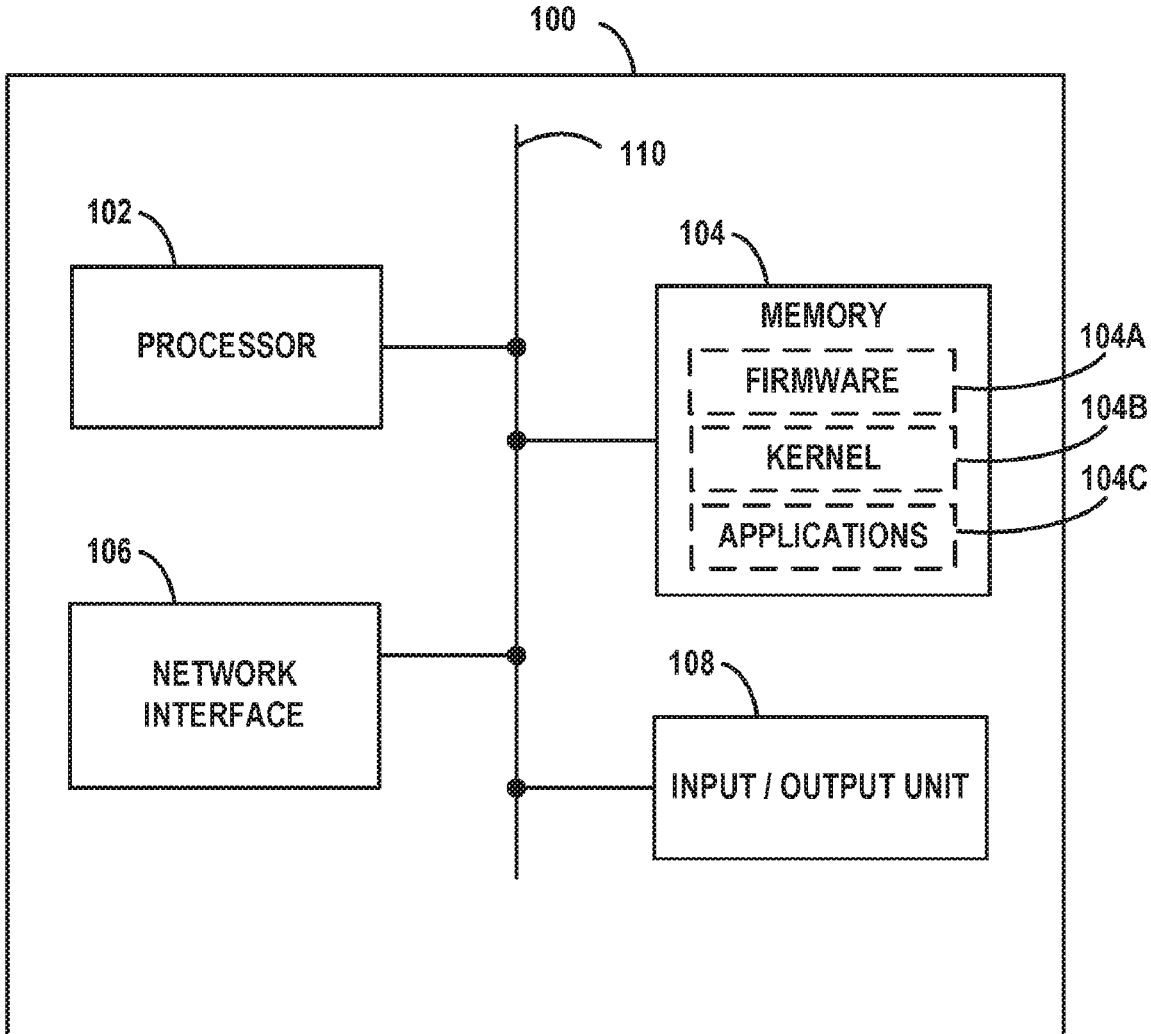 100
110
102
PROCESSOR
104
MEMORY
FIRMWARE
104A
KERNEL
104B
APPLICATIONS
104C
106
NETWORK
INTERFACE
108
INPUT / OUTPUT UNIT